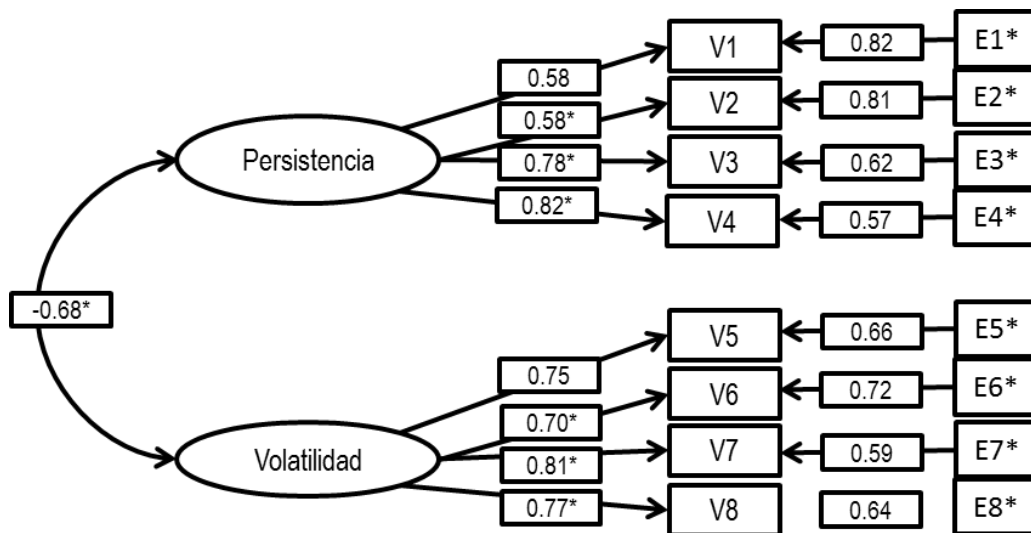 V1 0.82 E1*
0.58
V2 0.81 E2*
0.58*
Persistencia 0.78* V3 0.62 E3*
0.82* V4 0.57 E4*
-0.68*
V5 0.66 E5*
0.75
V6 0.72 E6*
0.70*
Volatilidad 0.81* V7 0.59 E7*
0.77* V8 0.64 E8*